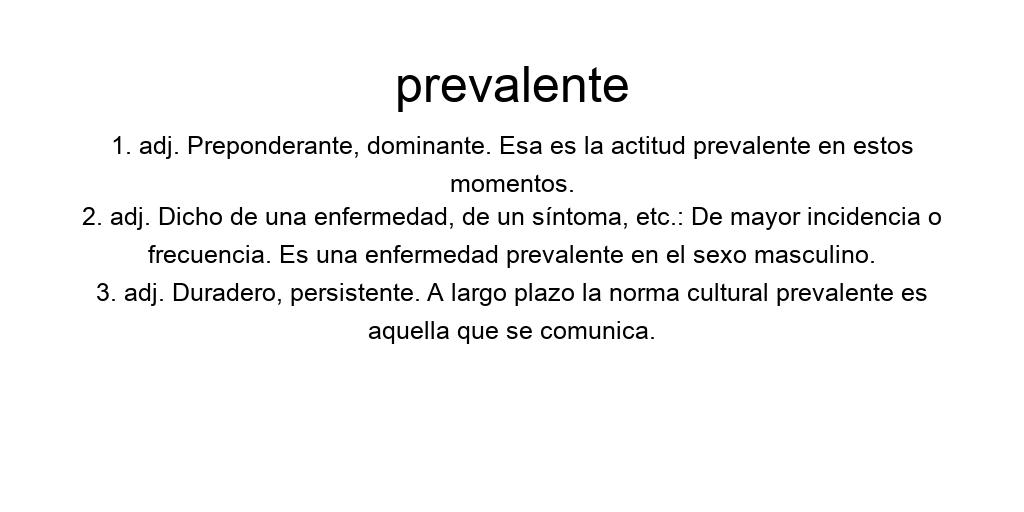 prevalente
1. adj. Preponderante, dominante. Esa es la actitud prevalente en estos
momentos.
2. adj. Dicho de una enfermedad, de un síntoma, etc.: De mayor incidencia o
frecuencia. Es una enfermedad prevalente en el sexo masculino.
3. adj. Duradero, persistente. A largo plazo la norma cultural prevalente es
aquella que se comunica.